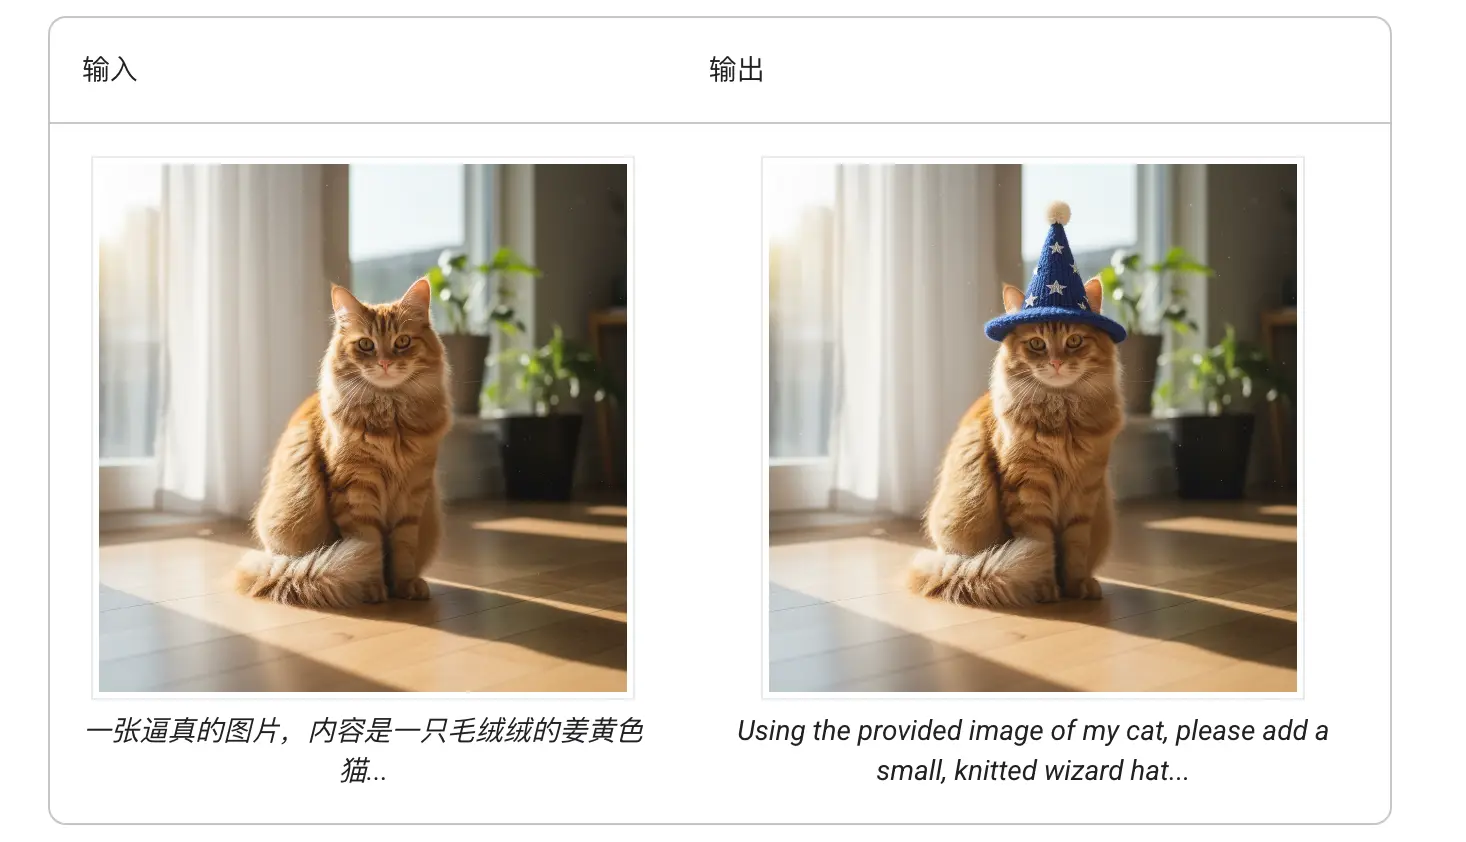 输入
输出
一张逼真的图片，内容是一只毛绒绒的姜黄色
猫...
Using the provided image of my cat, please add a
small, knitted wizard hat...